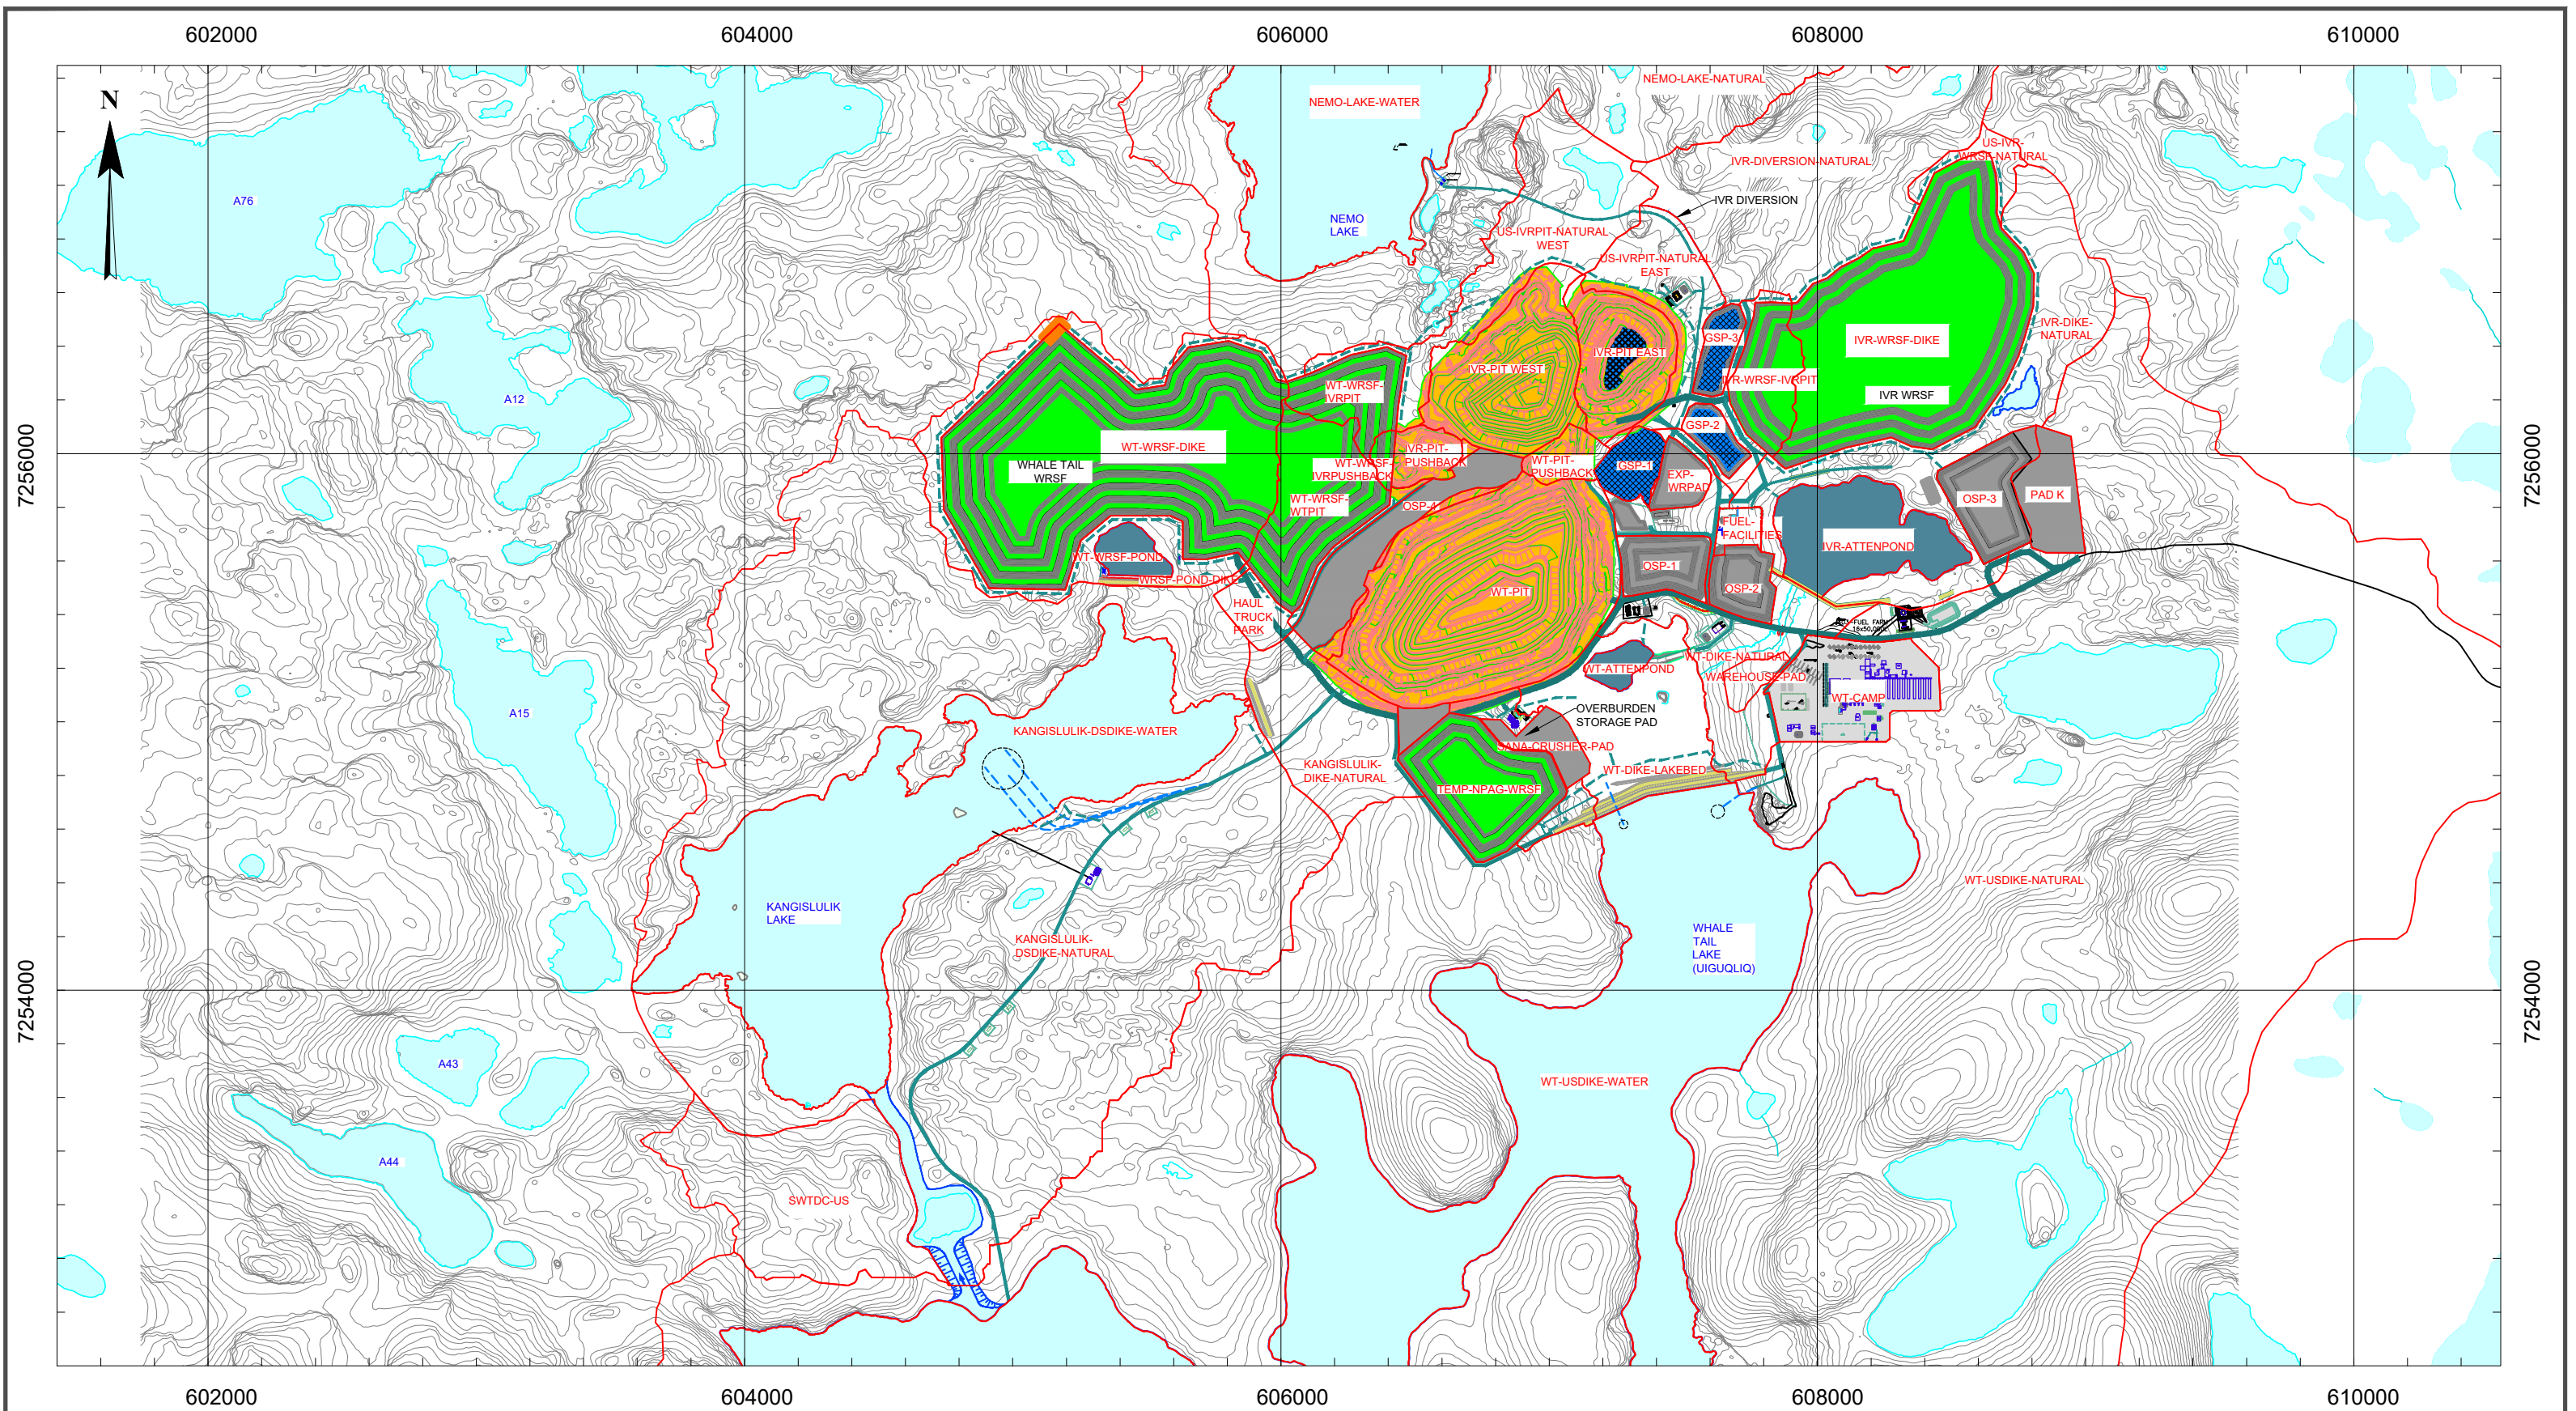 602000
604000
606000
608000
610000
N
NEMO-LAKE-NATURAL
NEMO-LAKE-WATER
US-IVR-
WRSF-NATURAL
IVR-DIVERSION-NATURAL
A76
IVR DIVERSION
NEMO
LAKE
US-IVRPIT-NATURAL
WEST
US-IVRPIT-NATURAL
EAST
IVR-DIKE-
NATURAL
GSP-3
IVR-WRSF-DIKE
IVR-PIT EAST
IVR-PIT WEST
IVR-WRSF-IVRPIT
WT-WRSF-
IVRPIT
IVR WRSF
A12
GSP-2
7256000
7256000
WT-WRSF-DIKE
IVR-PIT-
PUSHBACK
WT-PIT-
PUSHBACK
GSP-1
WHALE TAIL
WRSF
WT-WRSF-
IVRPUSHBACK
EXP-
WRPAD
WT-WRSF-
WTPIT
OSP-4
OSP-3
PAD K
FUEL-
FACILITIES
IVR-ATTENPOND
WT-WRSF-POND
WRSF-POND-DIKE
OSP-1
OSP-2
WT-PIT
HAUL
TRUCK
PARK
FUEL FARM
16x50,000L
WT-DIKE-NATURAL
WT-ATTENPOND
WAREHOUSE-PAD
WT-CAMP
A15
OVERBURDEN
STORAGE PAD
KANGISLULIK-DSDIKE-WATER
SANA-CRUSHER-PAD
KANGISLULIK-
DIKE-NATURAL
WT-DIKE-LAKEBED
TEMP-NPAG-WRSF
WT-USDIKE-NATURAL
KANGISLULIK
LAKE
WHALE
TAIL
LAKE
(UIGUQLIQ)
KANGISLULIK-
DSDIKE-NATURAL
7254000
7254000
A43
WT-USDIKE-WATER
A44
SWTDC-US
602000
604000
606000
608000
610000